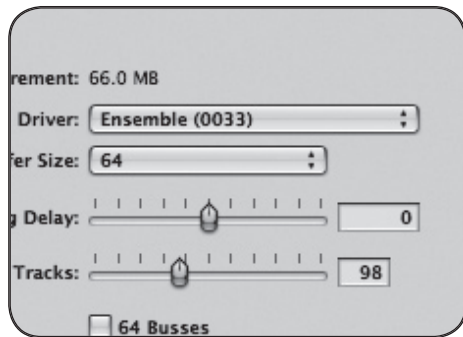 rement: 66.0 MB
Driver: Ensemble (0033)
fer Size: 64
g Delay: 0
Tracks: 98
64 Busses